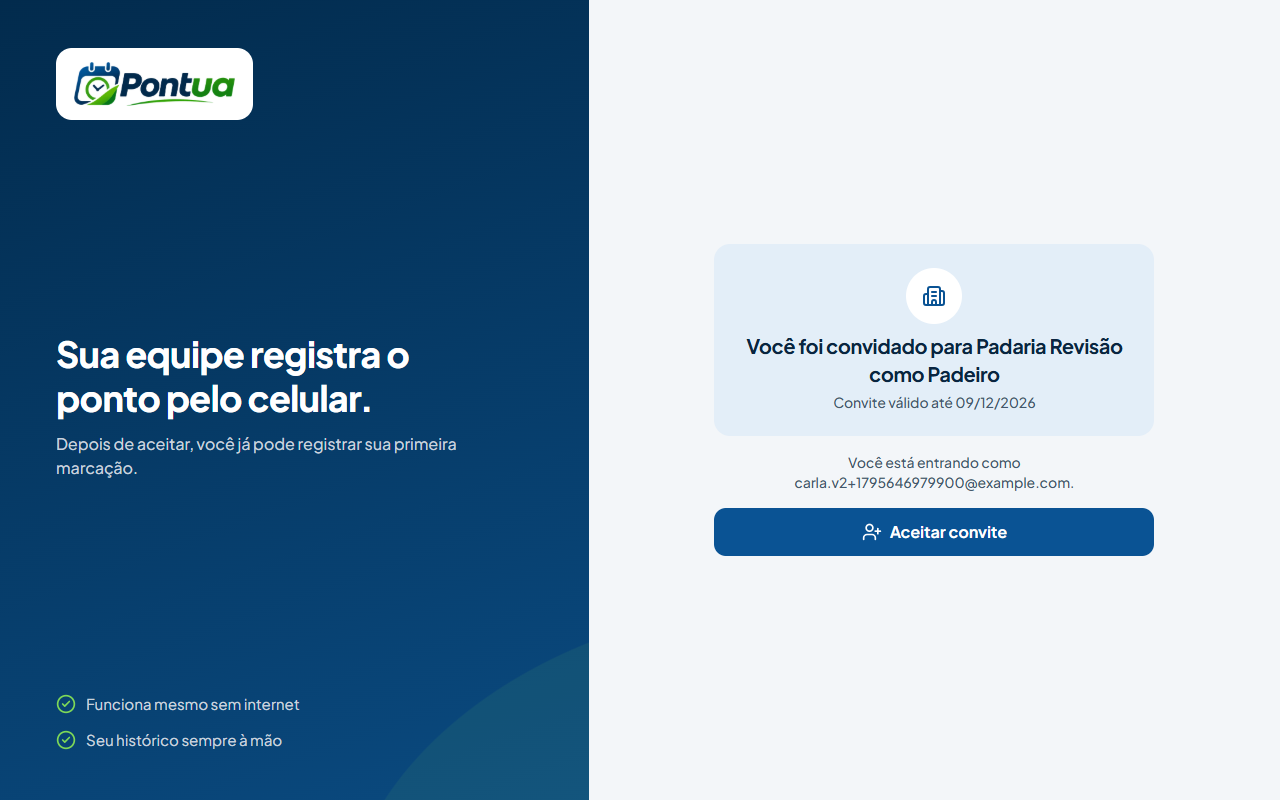 Pontua
Sua equipe registra o
ponto pelo celular.
Depois de aceitar, você já pode registrar sua primeira
marcação.
Funciona mesmo sem internet
Seu histórico sempre à mão
Você foi convidado para Padaria Revisão
como Padeiro
Convite válido até 09/12/2026
Você está entrando como
carla.v2+1795646979900@example.com.
Aceitar convite